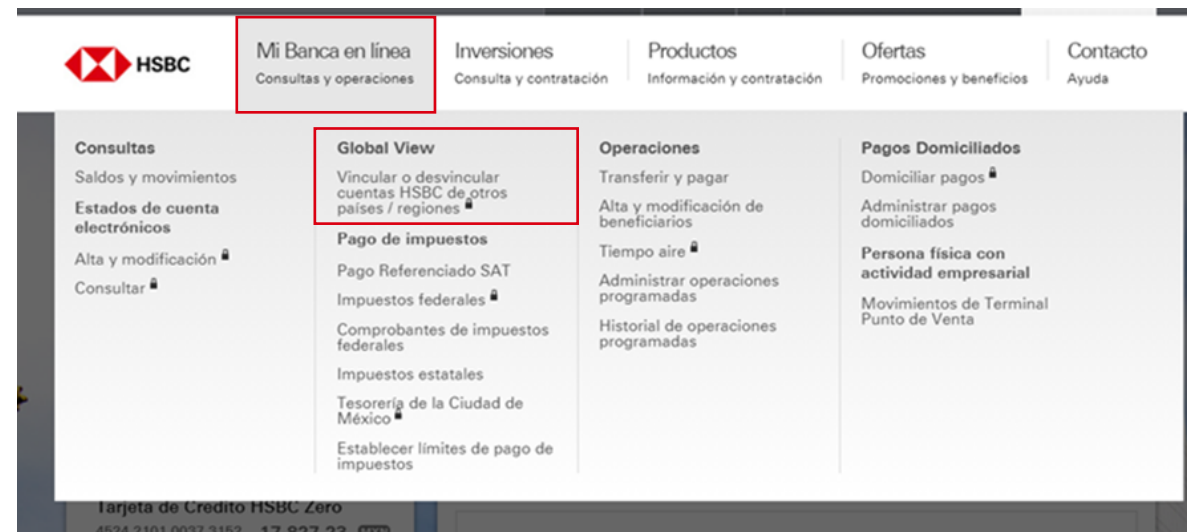 HSBC
Mi Banca en línea
Consultas y operaciones
Inversiones
Consulta y contratación
Productos
Información y contratación
Ofertas
Promociones y beneficios
Contacto
Ayuda
Consultas
Saldos y movimientos
Estados de cuenta
electrónicos
Alta y modificación
Consultar
Global View
Vincular o desvincular
cuentas HSBC de otros
países / regiones
Pago de impuestos
Pago Referenciado SAT
Impuestos federales
Comprobantes de impuestos
federales
Impuestos estatales
Tesorería de la Ciudad de
México
Establecer límites de pago de
impuestos
Operaciones
Transferir y pagar
Alta y modificación de
beneficiarios
Tiempo aire
Administrar operaciones
programadas
Historial de operaciones
programadas
Pagos Domiciliados
Domiciliar pagos
Administrar pagos
domiciliados
Persona física con
actividad empresarial
Movimientos de Terminal
Punto de Venta
Tarjeta de Credito HSBC Zero